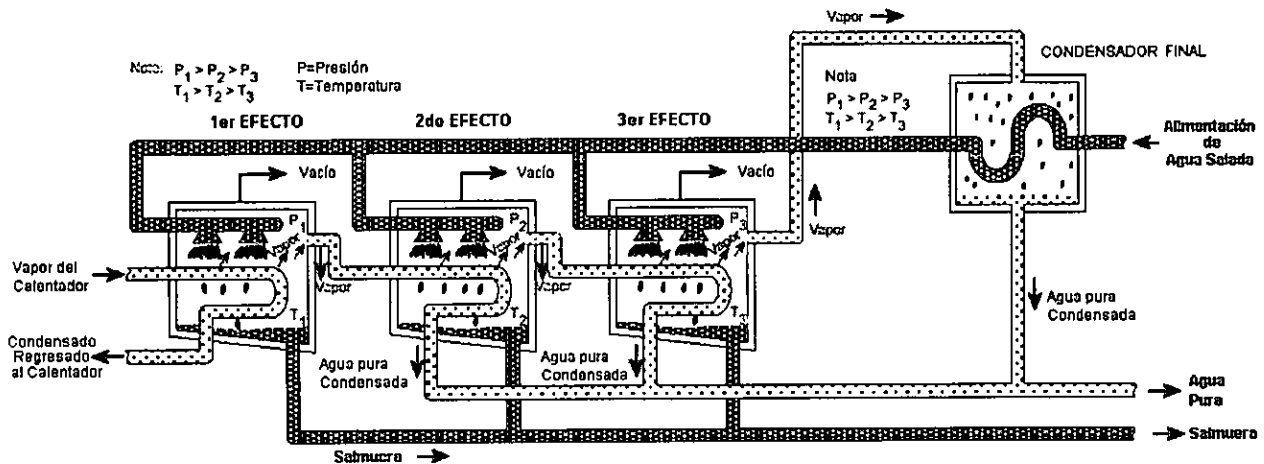 Vapor
CONDENSADOR FINAL
Nota: P1 > P2 > P3
T1 > T2 > T3
P=Presión
T=Temperatura
Nota
P1 > P2 > P3
T1 > T2 > T3
1er EFECTO
2do EFECTO
3er EFECTO
Alimentación
de
Agua Salada
Vacío
Vacío
Vacío
P1
P2
P3
Vapor
Vapor
Vapor
Vapor
Vapor del
Calentador
Vapor
Vapor
T1
T2
T3
Agua pura
Condensada
Condensado
Regresado
al Calentador
Agua pura
Condensada
Agua pura
Condensada
Agua
Pura
Salmuera
Salmuera